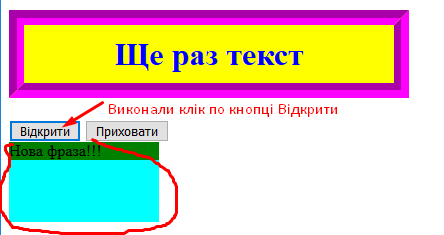 Ще раз текст
Виконали клік по кнопці Відкрити
Відкрити Приховати
Нова фраза!!!